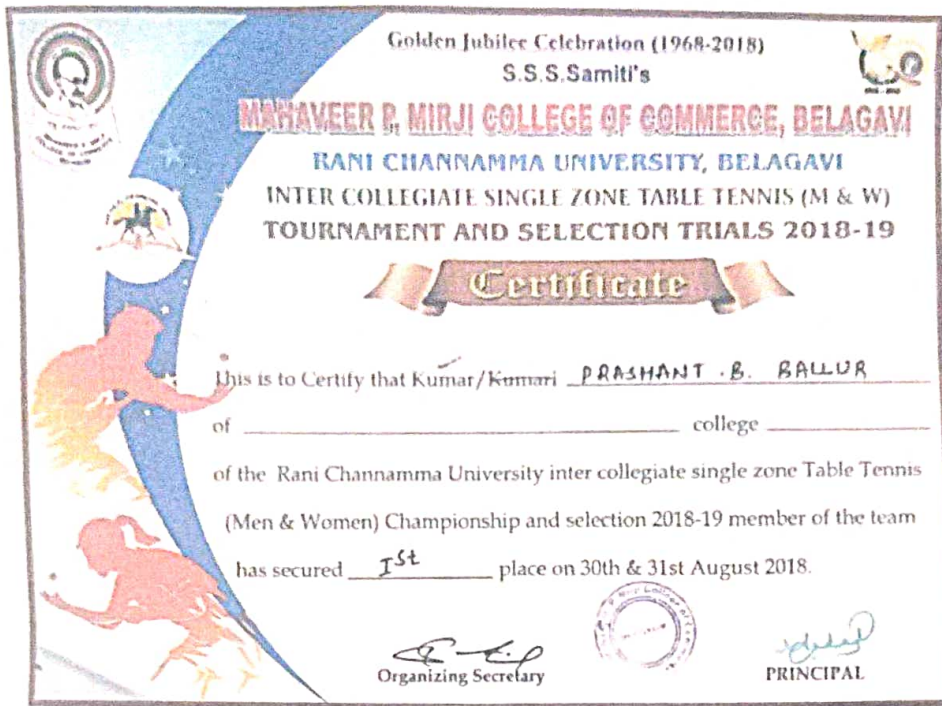 Golden Jubilee Celebration (1968-2018)
S.S.S.Samiti's
MAHAVEER P. MIRJI COLLEGE OF COMMERCE, BELAGAVI
RANI CHANNAMMA UNIVERSITY, BELAGAVI
INTER COLLEGIATE SINGLE ZONE TABLE TENNIS (M & W)
TOURNAMENT AND SELECTION TRIALS 2018-19
Certificate
This is to Certify that Kumar/Kumari PRASHANT .B. BALLUR
of college
of the Rani Channamma University inter collegiate single zone Table Tennis
(Men & Women) Championship and selection 2018-19 member of the team
has secured Ist place on 30th & 31st August 2018.
Organizing Secretary
PRINCIPAL